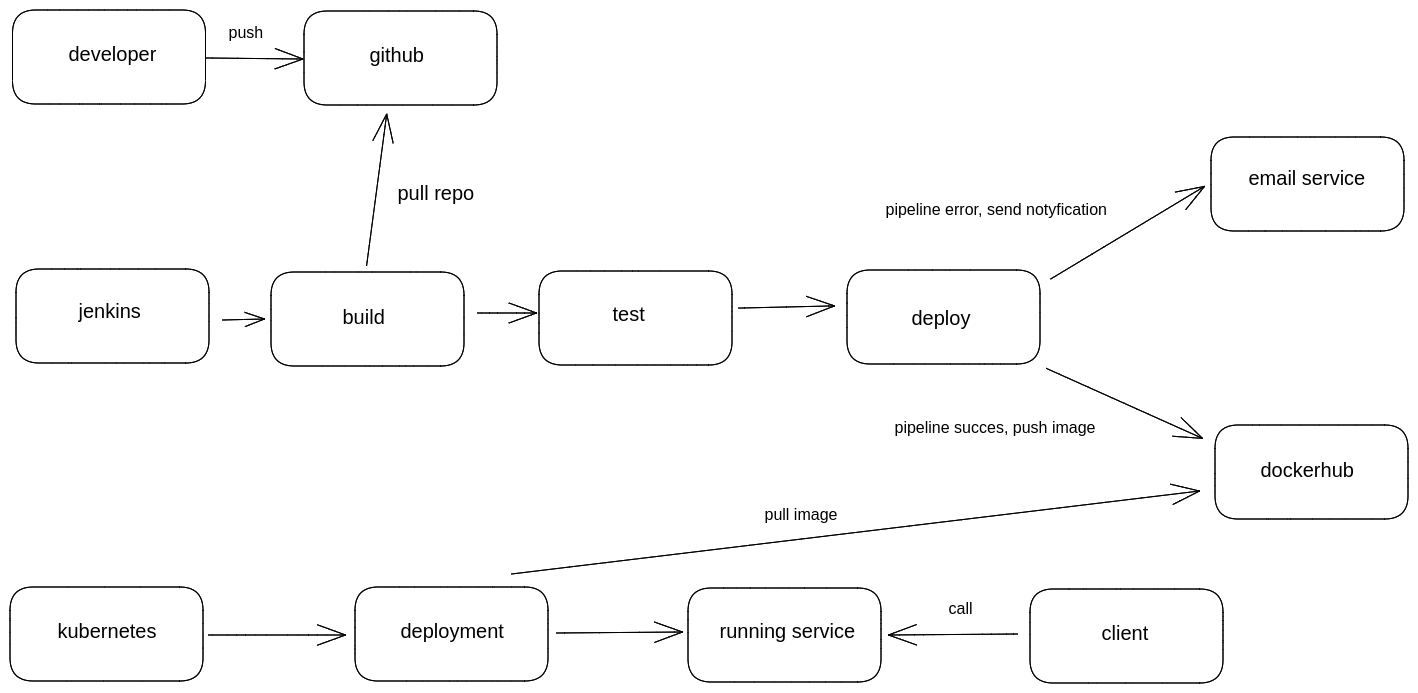 push
developer
github
pull repo
email service
pipeline error, send notyfication
jenkins
build
test
deploy
pipeline succes, push image
dockerhub
pull image
call
kubernetes
deployment
running service
client